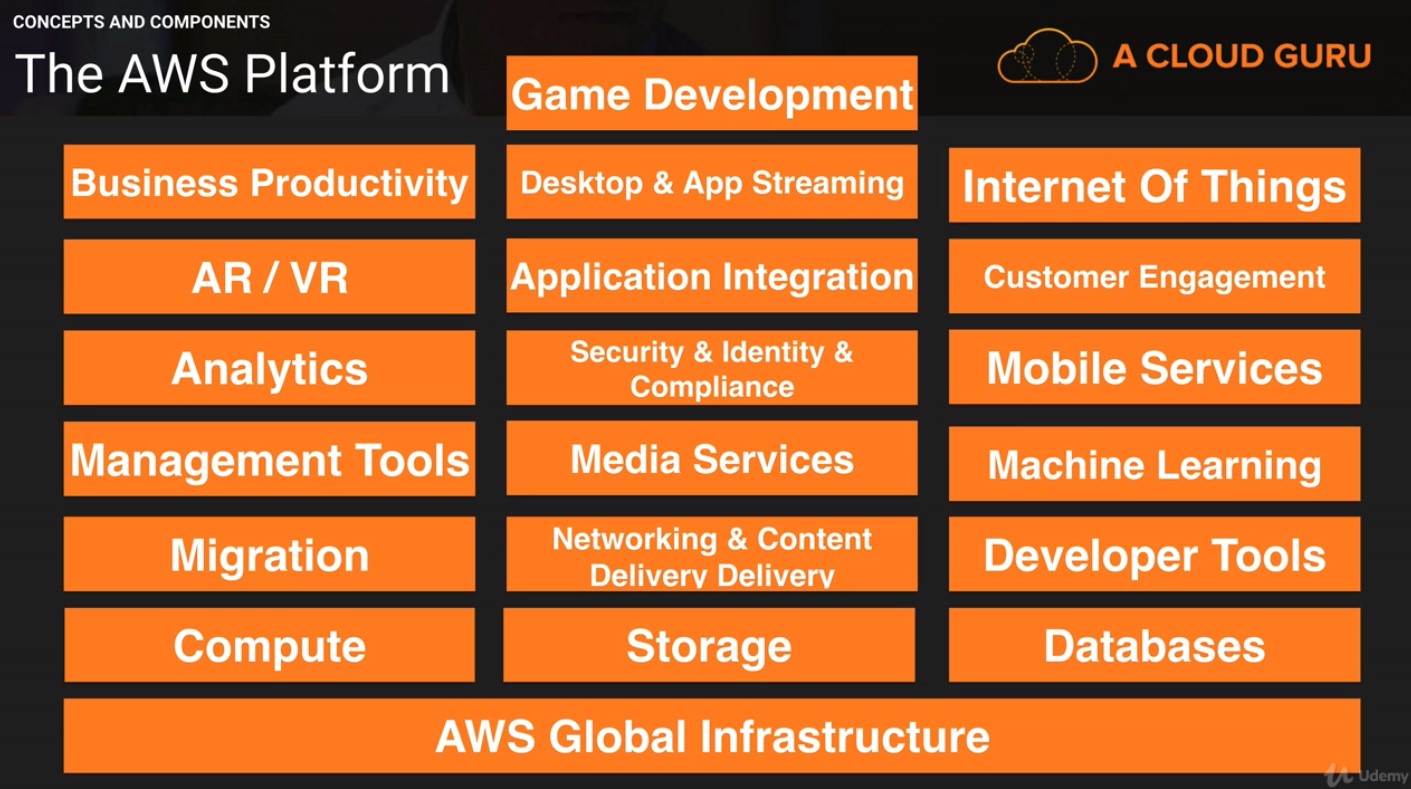 CONCEPTS AND COMPONENTS
The AWS Platform
A CLOUD GURU
Game Development
Business Productivity
Desktop & App Streaming
Internet Of Things
AR / VR
Application Integration
Customer Engagement
Analytics
Security & Identity &
Compliance
Mobile Services
Management Tools
Media Services
Machine Learning
Migration
Networking & Content
Delivery Delivery
Developer Tools
Compute
Storage
Databases
AWS Global Infrastructure
Udemy